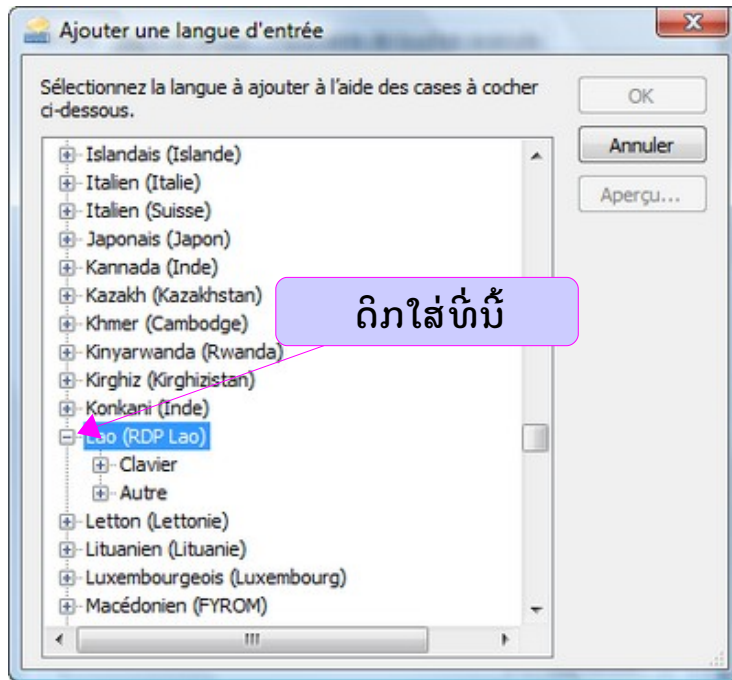 Ajouter une langue d'entrée
Sélectionnez la langue à ajouter à l'aide des cases à cocher
ci-dessous.
OK
Annuler
Aperçu...
Islandais (Islande)
Italien (Italie)
Italien (Suisse)
Japonais (Japon)
Kannada (Inde)
Kazakh (Kazakhstan)
Khmer (Cambodge)
Kinyarwanda (Rwanda)
Kirghiz (Kirghizistan)
Konkani (Inde)
Lao (RDP Lao)
Clavier
Autre
Letton (Lettonie)
Lituanien (Lituanie)
Luxembourgeois (Luxembourg)
Macédonien (FYROM)
ຕິກໃສ່ທີ່ນີ້